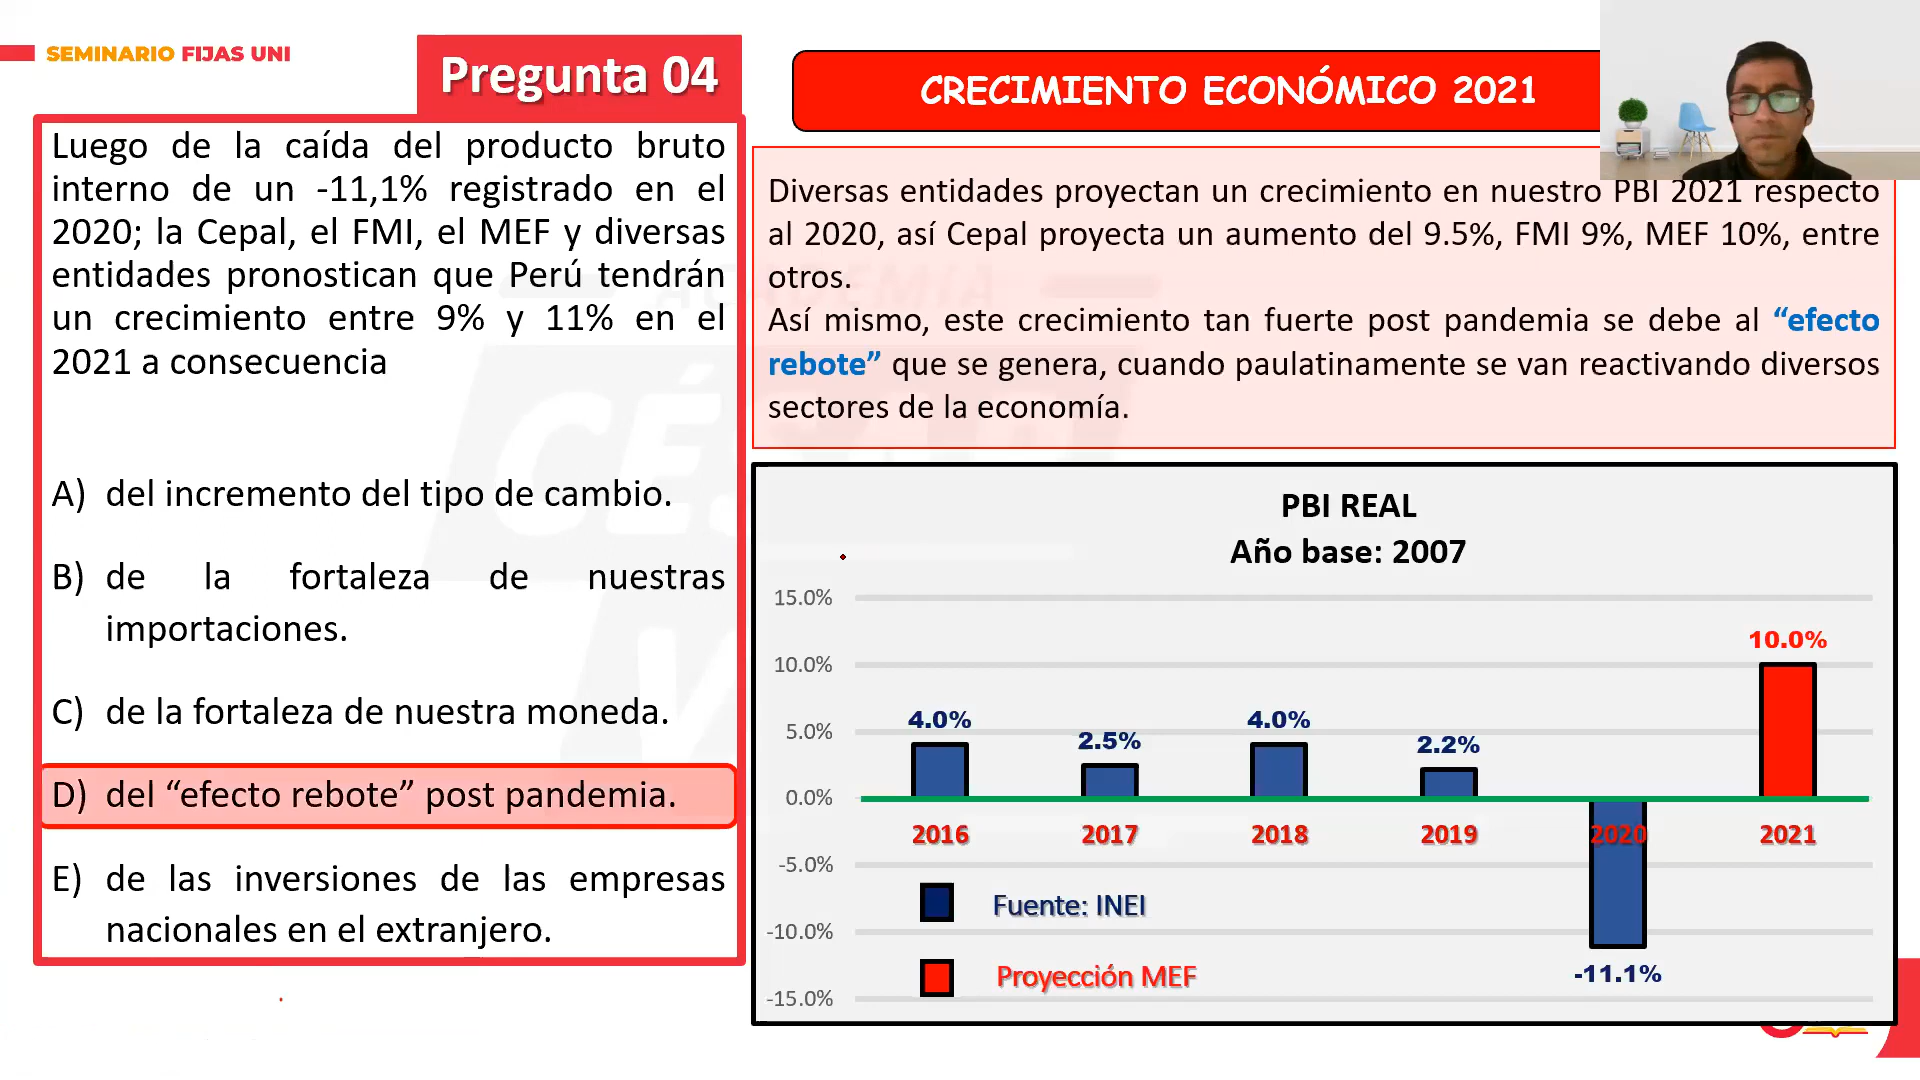 SEMINARIO FIJAS UNI
Pregunta 04
Luego de la caída del producto bruto
interno de un -11,1% registrado en el
2020; la Cepal, el FMI, el MEF y diversas
entidades pronostican que Perú tendrán
un crecimiento entre 9% y 11% en el
2021 a consecuencia
A) del incremento del tipo de cambio.
B) de la fortaleza de nuestras
importaciones.
C) de la fortaleza de nuestra moneda.
D) del “efecto rebote” post pandemia.
E) de las inversiones de las empresas
nacionales en el extranjero.
CRECIMIENTO ECONÓMICO 2021
Diversas entidades proyectan un crecimiento en nuestro PBI 2021 respecto
al 2020, así Cepal proyecta un aumento del 9.5%, FMI 9%, MEF 10%, entre
otros.
Así mismo, este crecimiento tan fuerte post pandemia se debe al “efecto
rebote” que se genera, cuando paulatinamente se van reactivando diversos
sectores de la economía.
PBI REAL
Año base: 2007
15.0%
10.0%
5.0%
0.0%
-5.0%
-10.0%
-15.0%
4.0%
2.5%
4.0%
2.2%
-11.1%
10.0%
2016
2017
2018
2019
2020
2021
Fuente: INEI
Proyección MEF
ACADEMIA
CÉSAR
V